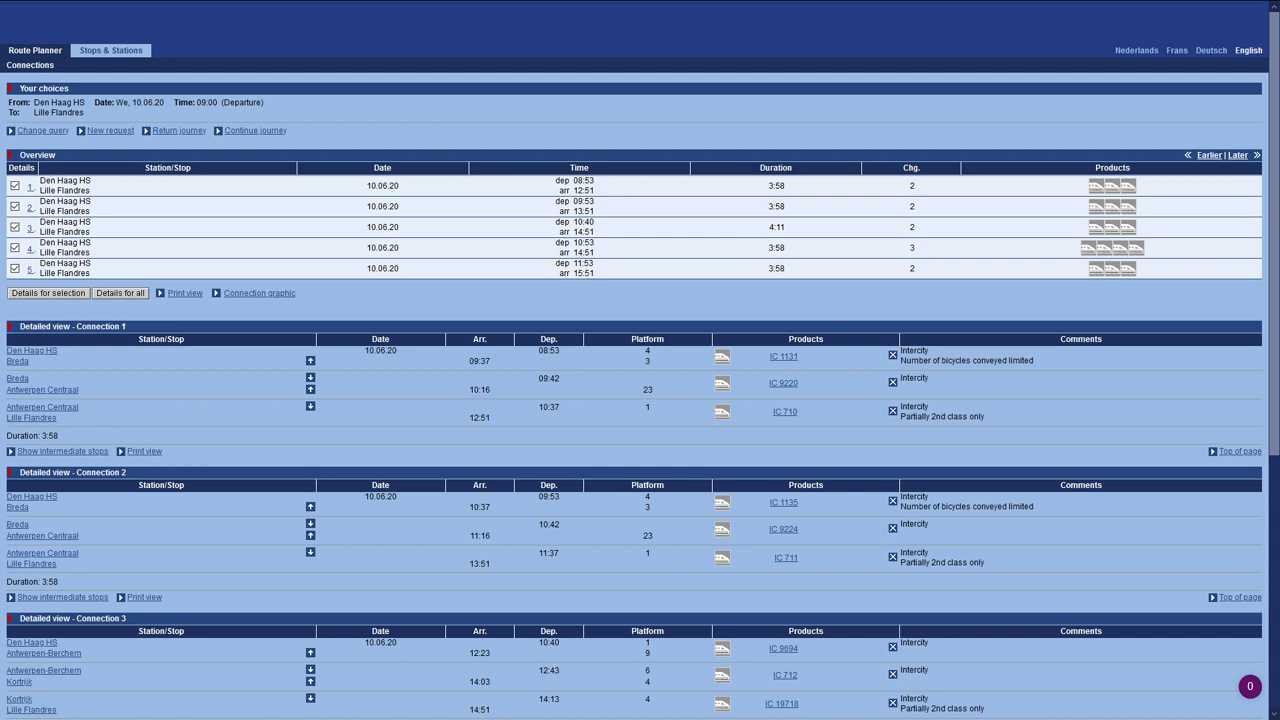 Route Planner Stops & Stations Nederlands Frans Deutsch English
Connections
Your choices
From: Den Haag HS Date: We, 10.06.20 Time: 09:00 (Departure)
To: Lille Flandres
Change query New request Return journey Continue journey
Overview Earlier | Later
Details Station/Stop Date Time Duration Chg. Products
1 Den Haag HS Lille Flandres 10.06.20 dep 08:53 arr 12:51 3:58 2
2 Den Haag HS Lille Flandres 10.06.20 dep 09:53 arr 13:51 3:58 2
3 Den Haag HS Lille Flandres 10.06.20 dep 10:40 arr 14:51 4:11 2
4 Den Haag HS Lille Flandres 10.06.20 dep 10:53 arr 14:51 3:58 3
5 Den Haag HS Lille Flandres 10.06.20 dep 11:53 arr 15:51 3:58 2
Details for selection Details for all Print view Connection graphic
Detailed view - Connection 1
Station/Stop Date Arr. Dep. Platform Products Comments
Den Haag HS 10.06.20 08:53 4 IC 1131 Intercity
Breda 09:37 3 Number of bicycles conveyed limited
Breda 09:42 IC 9220 Intercity
Antwerpen Centraal 10:16 23
Antwerpen Centraal 10:37 1 IC 710 Intercity
Lille Flandres 12:51 Partially 2nd class only
Duration: 3:58
Show intermediate stops Print view Top of page
Detailed view - Connection 2
Station/Stop Date Arr. Dep. Platform Products Comments
Den Haag HS 10.06.20 09:53 4 IC 1135 Intercity
Breda 10:37 3 Number of bicycles conveyed limited
Breda 10:42 IC 9224 Intercity
Antwerpen Centraal 11:16 23
Antwerpen Centraal 11:37 1 IC 711 Intercity
Lille Flandres 13:51 Partially 2nd class only
Duration: 3:58
Show intermediate stops Print view Top of page
Detailed view - Connection 3
Station/Stop Date Arr. Dep. Platform Products Comments
Den Haag HS 10.06.20 10:40 1 IC 9694 Intercity
Antwerpen-Berchem 12:23 9
Antwerpen-Berchem 12:43 6 IC 712 Intercity
Kortrijk 14:03 4
Kortrijk 14:13 4 IC 19718 Intercity
Lille Flandres 14:51 Partially 2nd class only
0